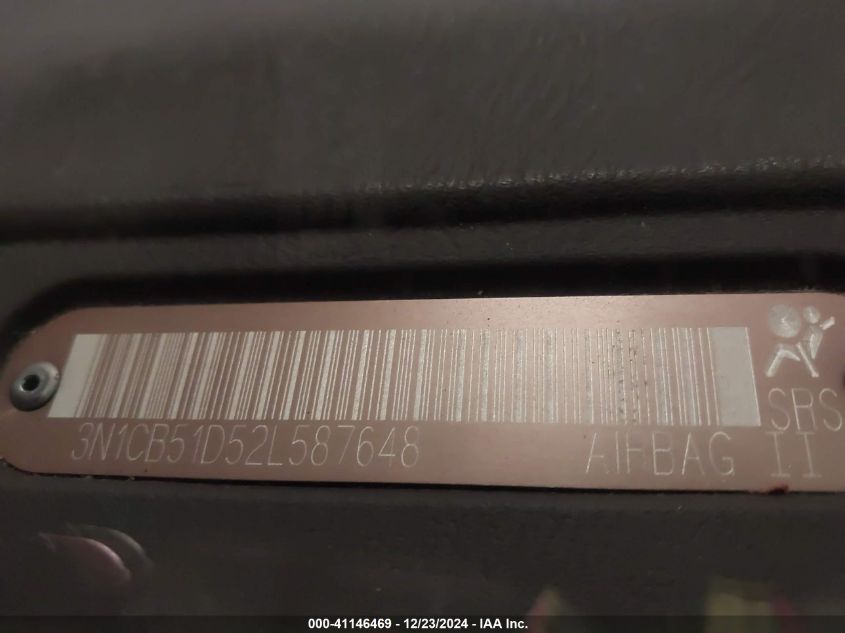 SRS
3N1CB51D52L587648 AIRBAG II
000-41146469 - 12/23/2024 - IAA Inc.